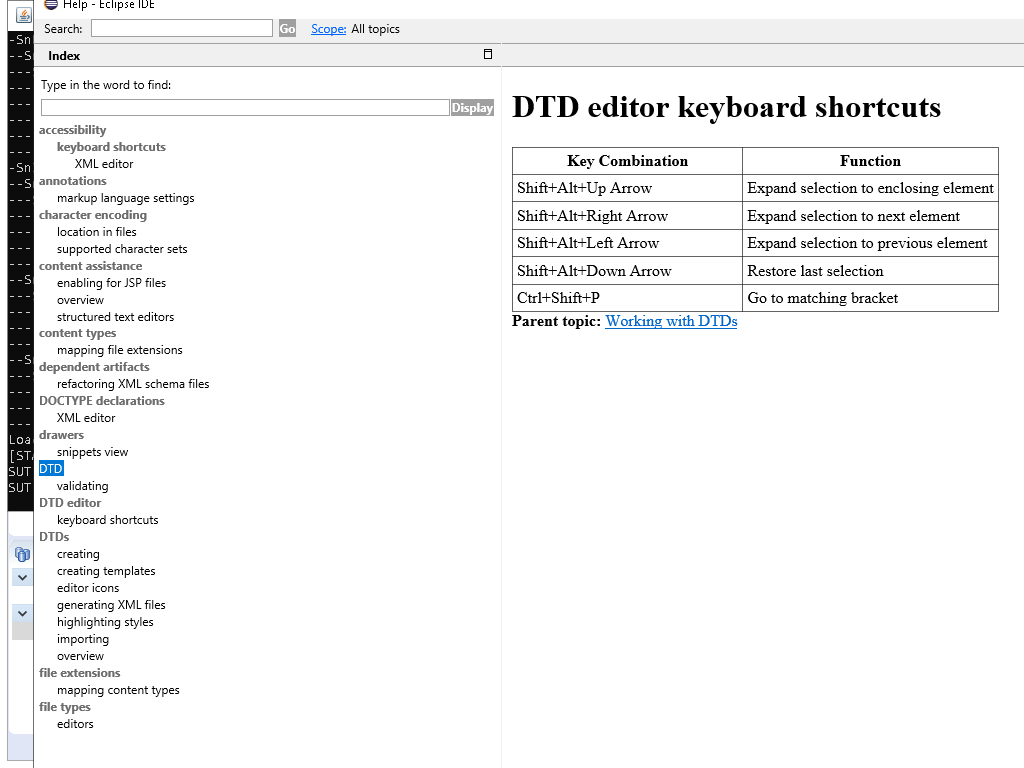 Help - Eclipse IDE
Search: Go Scope: All topics
Index
Type in the word to find:
Display
accessibility
keyboard shortcuts
XML editor
annotations
markup language settings
character encoding
location in files
supported character sets
content assistance
enabling for JSP files
overview
structured text editors
content types
mapping file extensions
dependent artifacts
refactoring XML schema files
DOCTYPE declarations
XML editor
drawers
snippets view
DTD
validating
DTD editor
keyboard shortcuts
DTDs
creating
creating templates
editor icons
generating XML files
highlighting styles
importing
overview
file extensions
mapping content types
file types
editors
DTD editor keyboard shortcuts
Key Combination Function
Shift+Alt+Up Arrow Expand selection to enclosing element
Shift+Alt+Right Arrow Expand selection to next element
Shift+Alt+Left Arrow Expand selection to previous element
Shift+Alt+Down Arrow Restore last selection
Ctrl+Shift+P Go to matching bracket
Parent topic: Working with DTDs
SUT
SUT